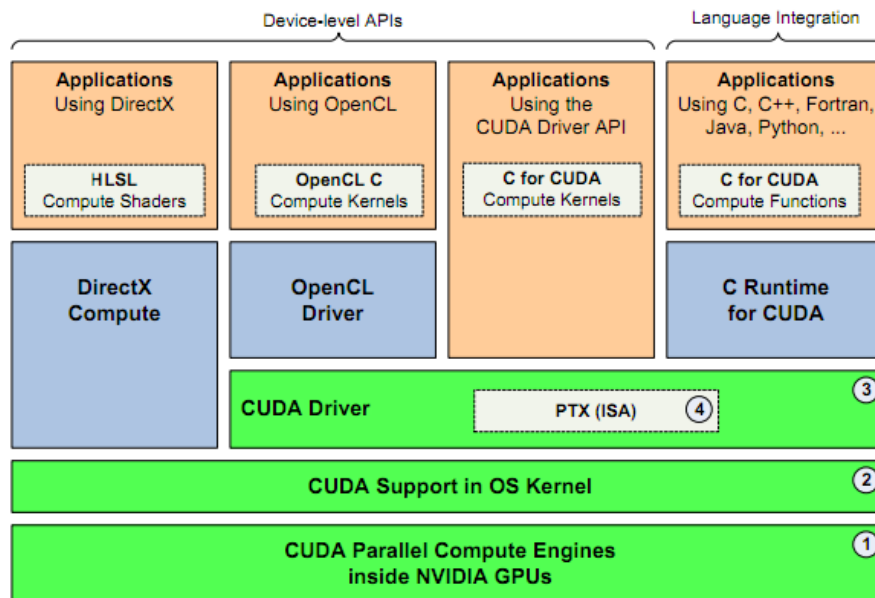 Device-level APIs
Language Integration
Applications
Using DirectX
HLSL
Compute Shaders
Applications
Using OpenCL
OpenCL C
Compute Kernels
Applications
Using the
CUDA Driver API
C for CUDA
Compute Kernels
Applications
Using C, C++, Fortran,
Java, Python, ...
C for CUDA
Compute Functions
DirectX
Compute
OpenCL
Driver
C Runtime
for CUDA
CUDA Driver
PTX (ISA)
4
3
CUDA Support in OS Kernel
2
CUDA Parallel Compute Engines
inside NVIDIA GPUs
1